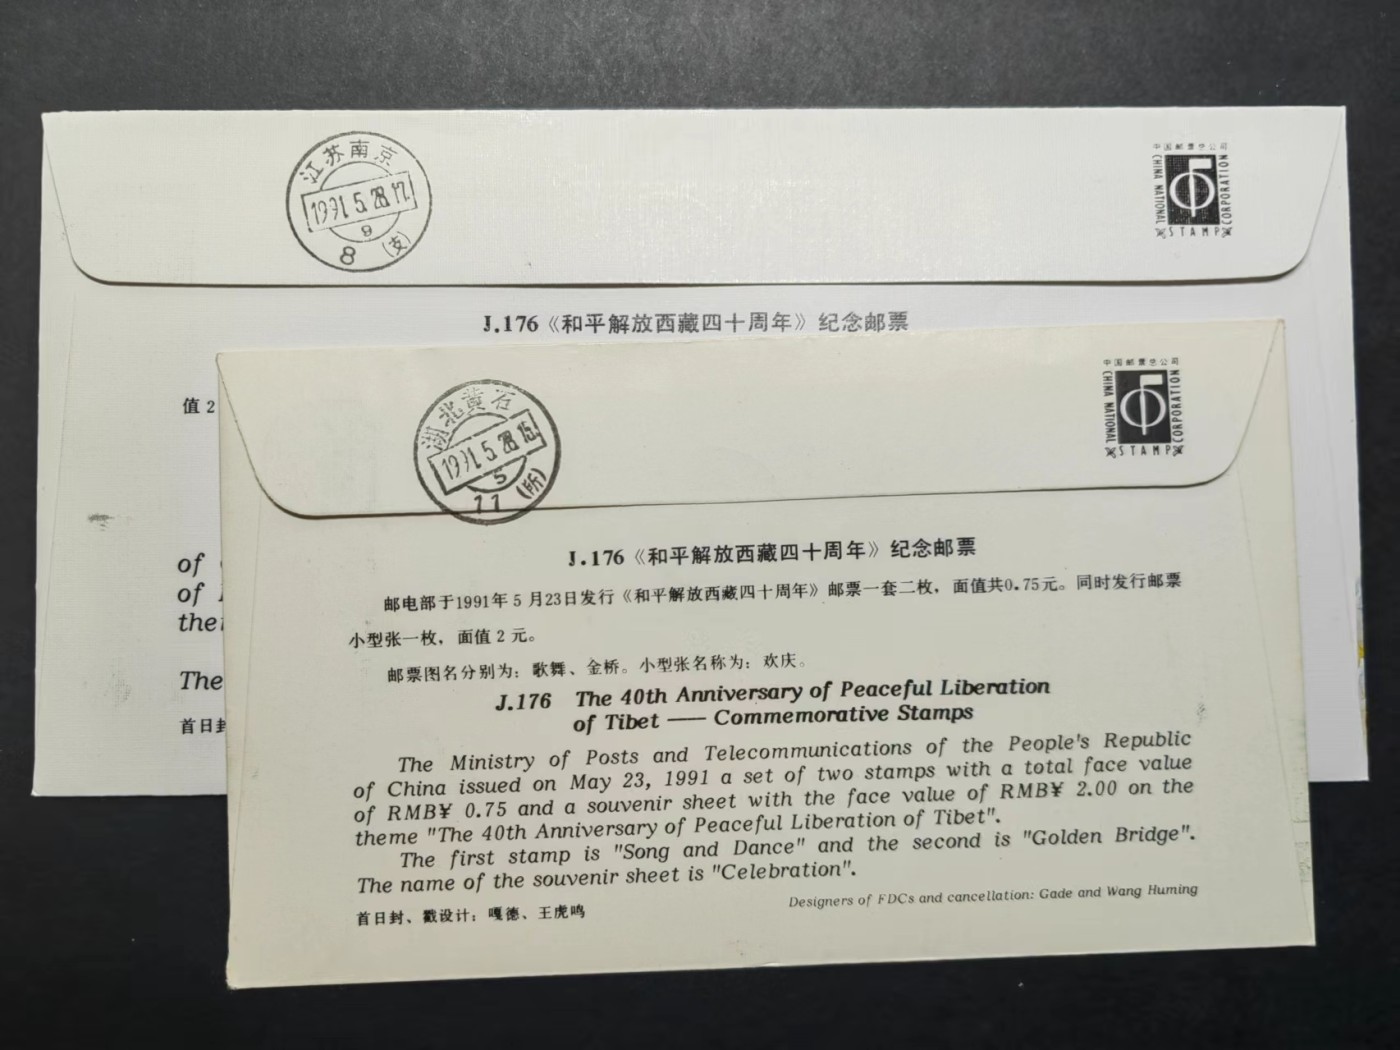 江苏南京
1991.5.28.17.
8
8
(支)
中国邮票总公司
CHINA NATIONAL
STAMP
CORPORATION
J.176《和平解放西藏四十周年》纪念邮票
值2
of
of
the
The
首日封
湖北黄石
1991.5.28.15.
5
11
(所)
中国邮票总公司
CHINA NATIONAL
STAMP
CORPORATION
J.176《和平解放西藏四十周年》纪念邮票
邮电部于1991年5月23日发行《和平解放西藏四十周年》邮票一套二枚，面值共0.75元。同时发行邮票
小型张一枚，面值2元。
邮票图名分别为：歌舞、金桥。小型张名称为：欢庆。
J.176 The 40th Anniversary of Peaceful Liberation
of Tibet —— Commemorative Stamps
The Ministry of Posts and Telecommunications of the People's Republic
of China issued on May 23, 1991 a set of two stamps with a total face value
of RMB¥ 0.75 and a souvenir sheet with the face value of RMB¥ 2.00 on the
theme "The 40th Anniversary of Peaceful Liberation of Tibet".
The first stamp is "Song and Dance" and the second is "Golden Bridge".
The name of the souvenir sheet is "Celebration".
Designers of FDCs and cancellation: Gade and Wang Huming
首日封、戳设计：嘎德、王虎鸣